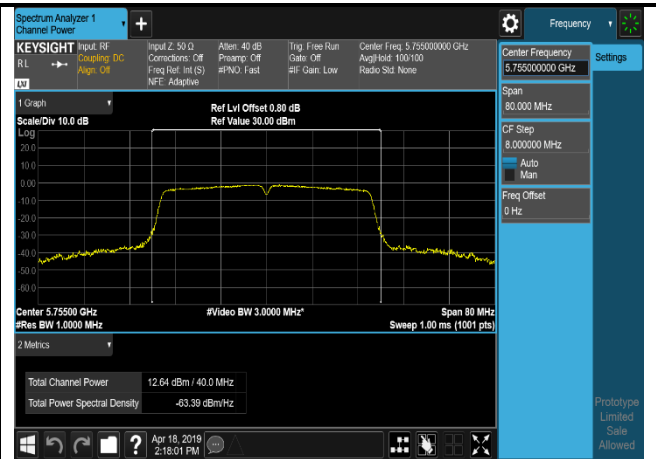 Spectrum Analyzer 1
Channel Power
+
Frequency
KEYSIGHT
RL
LXI
Input: RF
Coupling: DC
Align: Off
Input Z: 50 Ω
Corrections: Off
Freq Ref: Int (S)
NFE: Adaptive
Atten: 40 dB
Preamp: Off
#PNO: Fast
Trig: Free Run
Gate: Off
#IF Gain: Low
Center Freq: 5.755000000 GHz
Avg|Hold: 100/100
Radio Std: None
Center Frequency
5.755000000 GHz
Settings
Span
80.000 MHz
CF Step
8.000000 MHz
Auto
Man
Freq Offset
0 Hz
1 Graph
Scale/Div 10.0 dB
Ref Lvl Offset 0.80 dB
Ref Value 30.00 dBm
Log
20.0
10.0
0.00
-10.0
-20.0
-30.0
-40.0
-50.0
-60.0
Center 5.75500 GHz
#Res BW 1.0000 MHz
#Video BW 3.0000 MHz*
Span 80 MHz
Sweep 1.00 ms (1001 pts)
2 Metrics
Total Channel Power 12.64 dBm / 40.0 MHz
Total Power Spectral Density -63.39 dBm/Hz
Prototype
Limited
Sale
Allowed
?
Apr 18, 2019
2:18:01 PM